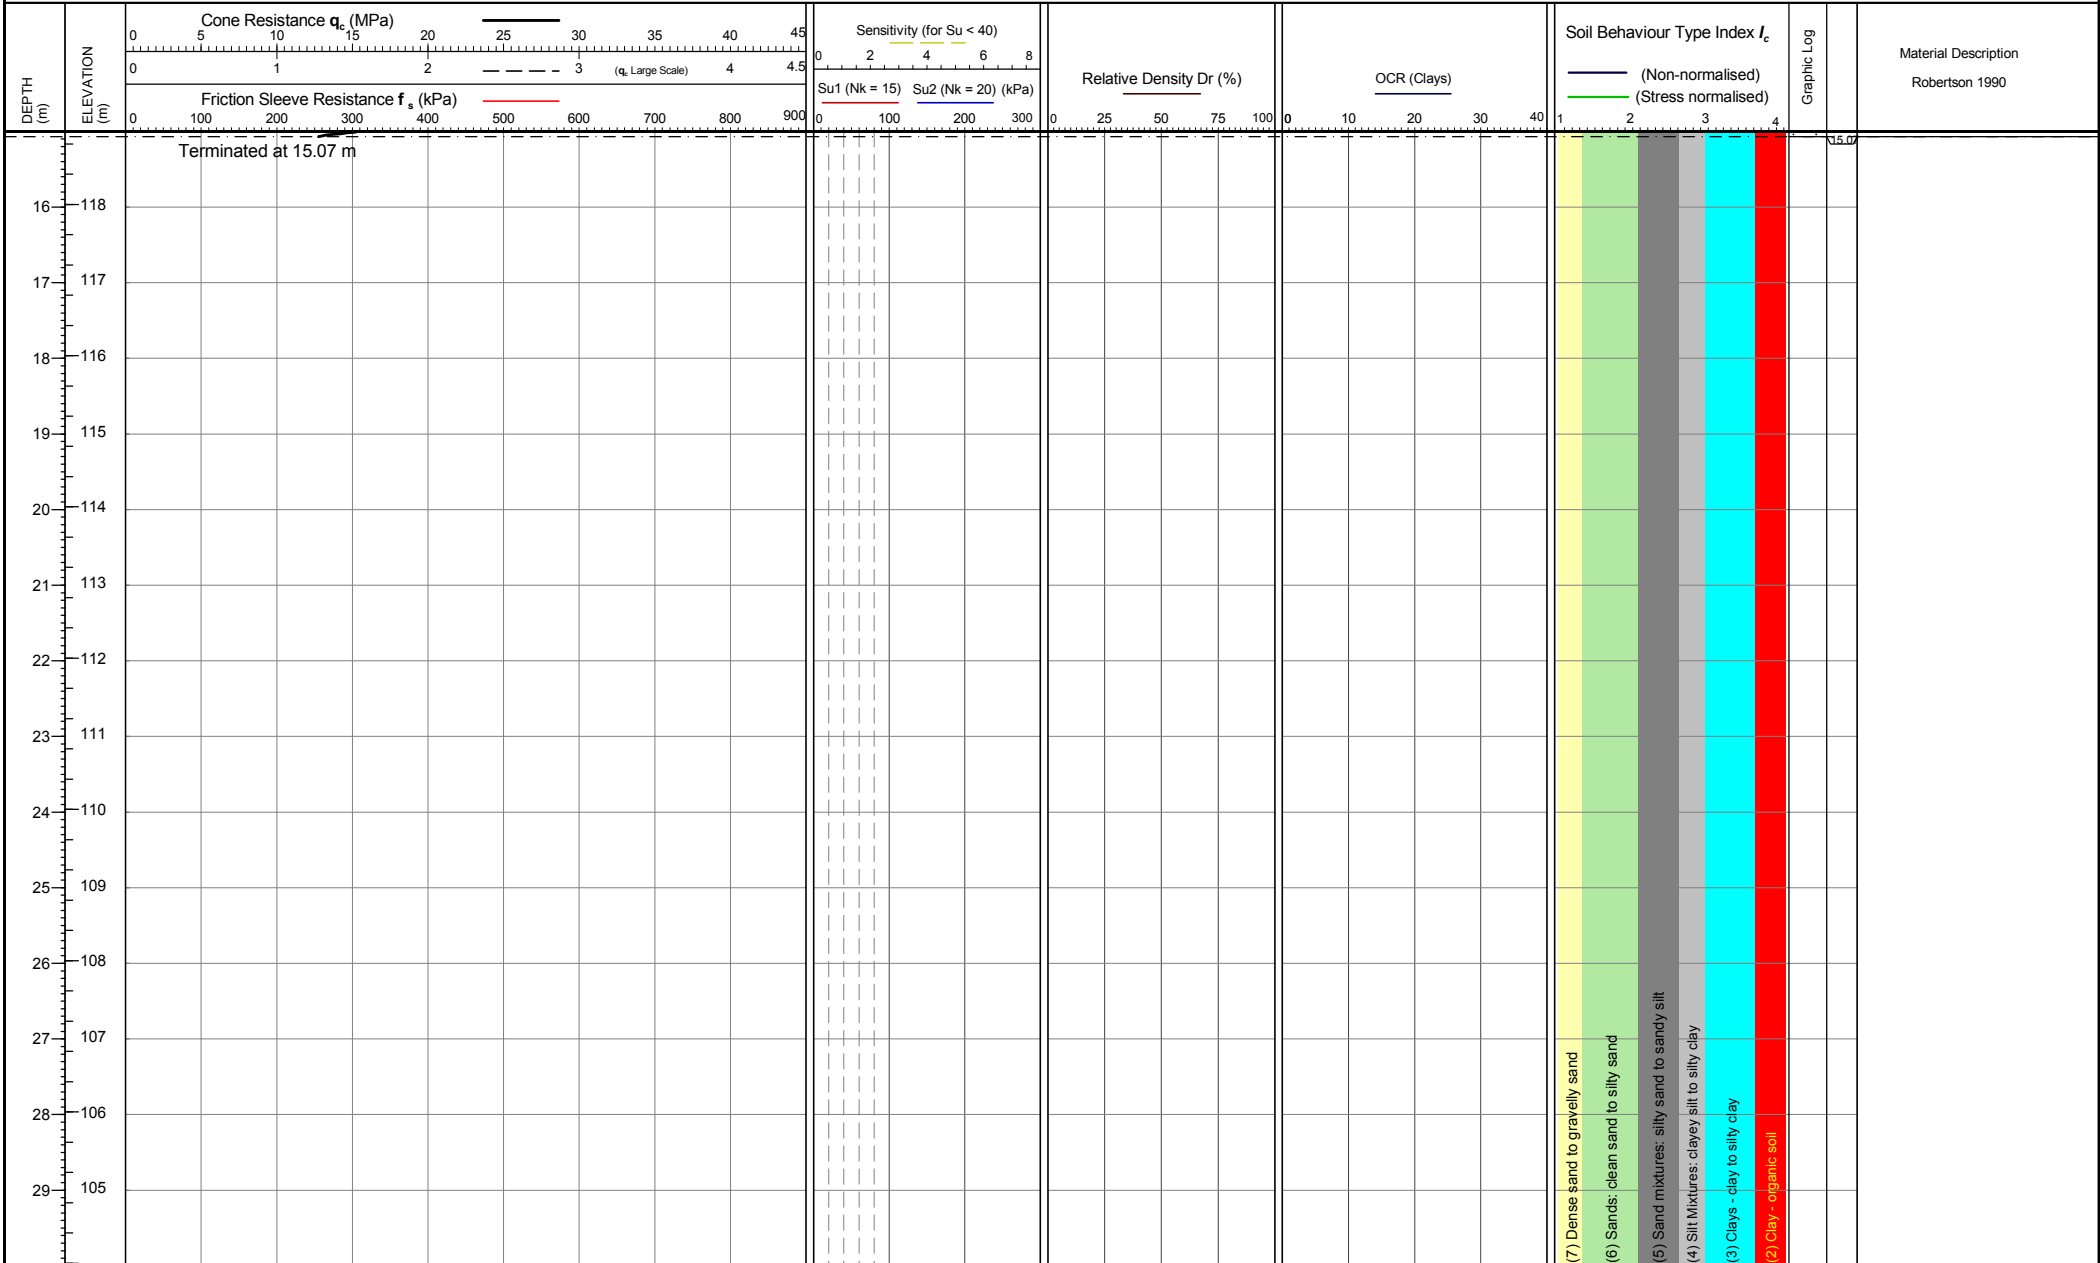 DEPTH
(m)
ELEVATION
(m)
Cone Resistance qc (MPa)
0 5 10 15 20 25 30 35 40 45
0 1 2 3 (qc Large Scale) 4 4.5
Friction Sleeve Resistance f s (kPa)
0 100 200 300 400 500 600 700 800 900
Sensitivity (for Su < 40)
0 2 4 6 8
Su1 (Nk = 15) Su2 (Nk = 20) (kPa)
0 100 200 300
Relative Density Dr (%)
0 25 50 75 100
OCR (Clays)
0 10 20 30 40
Soil Behaviour Type Index Ic
(Non-normalised)
(Stress normalised)
1 2 3 4
Graphic Log
Material Description
Robertson 1990
Terminated at 15.07 m
16 118
17 117
18 116
19 115
20 114
21 113
22 112
23 111
24 110
25 109
26 108
27 107
28 106
29 105
(7) Dense sand to gravelly sand
(6) Sands: clean sand to silty sand
(5) Sand mixtures: silty sand to sandy silt
(4) Silt Mixtures: clayey silt to silty clay
(3) Clays - clay to silty clay
(2) Clay - organic soil